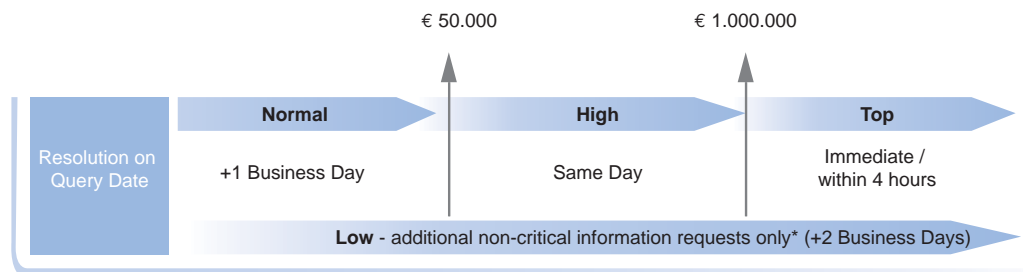 € 50.000
€ 1.000.000
Normal
High
Top
Resolution on
Query Date
+1 Business Day
Same Day
Immediate /
within 4 hours
Low - additional non-critical information requests only* (+2 Business Days)